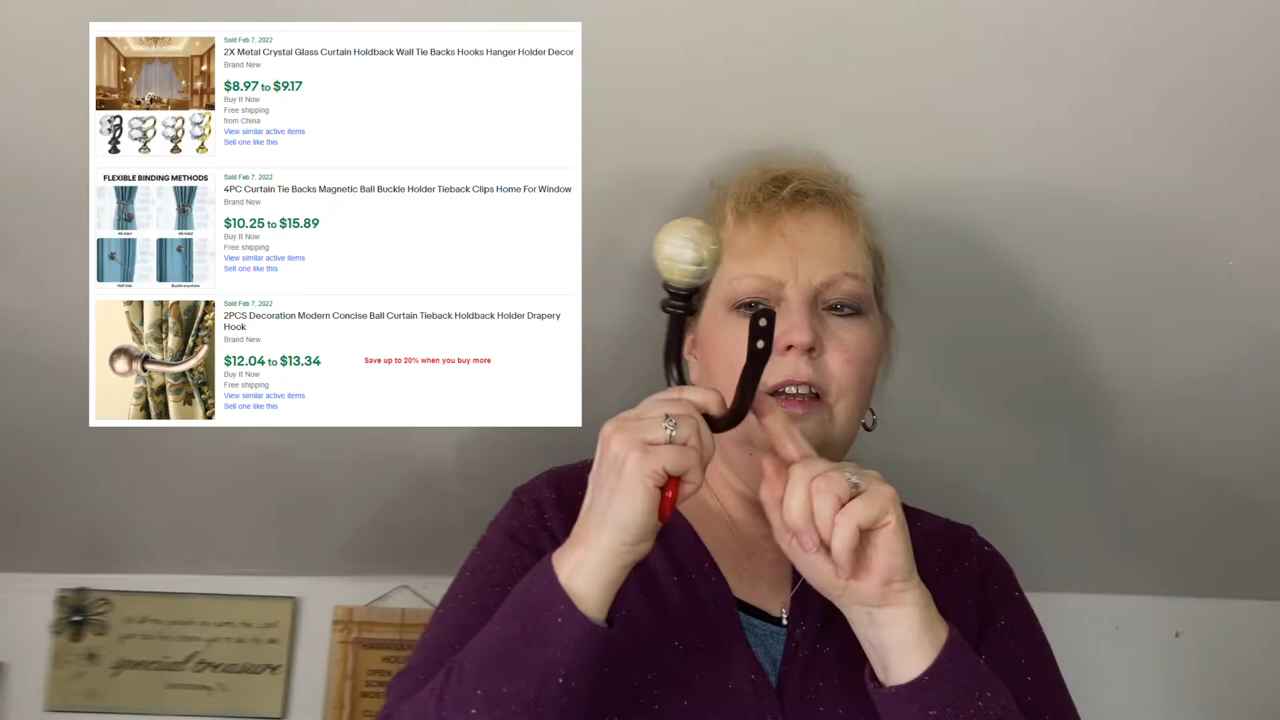 Sold Feb 7, 2022
2X Metal Crystal Glass Curtain Holdback Wall Tie Backs Hooks Hanger Holder Decor
Brand New
$8.97 to $9.17
Buy It Now
Free shipping
from China
View similar active items
Sell one like this
FLEXIBLE BINDING METHODS
Sold Feb 7, 2022
4PC Curtain Tie Backs Magnetic Ball Buckle Holder Tieback Clips Home For Window
Brand New
$10.25 to $15.89
Buy It Now
Free shipping
View similar active items
Sell one like this
Sold Feb 7, 2022
2PCS Decoration Modern Concise Ball Curtain Tieback Holdback Holder Drapery
Hook
Brand New
$12.04 to $13.34
Save up to 20% when you buy more
Buy It Now
Free shipping
View similar active items
Sell one like this
special treasure
OPEN